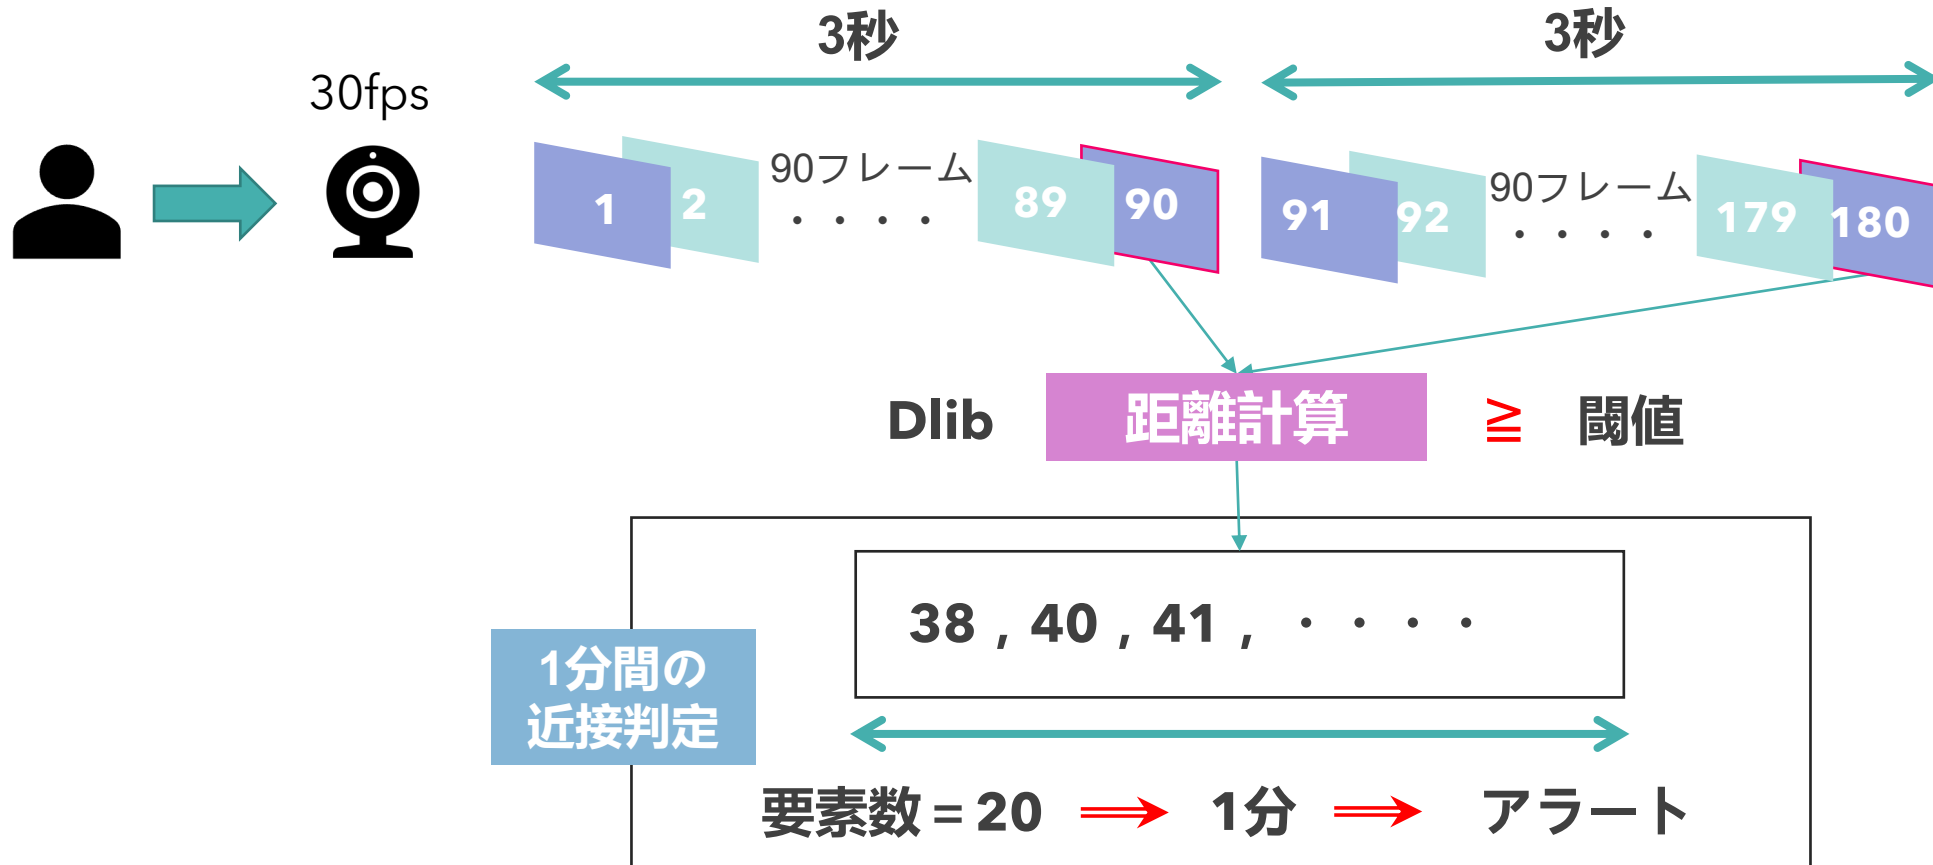 3秒
3秒
30fps
1
2
90フレーム
・・・・
89
90
91
92
90フレーム
・・・・
179
180
Dlib
距離計算
≧
閾値
38 , 40 , 41 , ・・・・
1分間の
近接判定
要素数 = 20 ⇒ 1分 ⇒ アラート